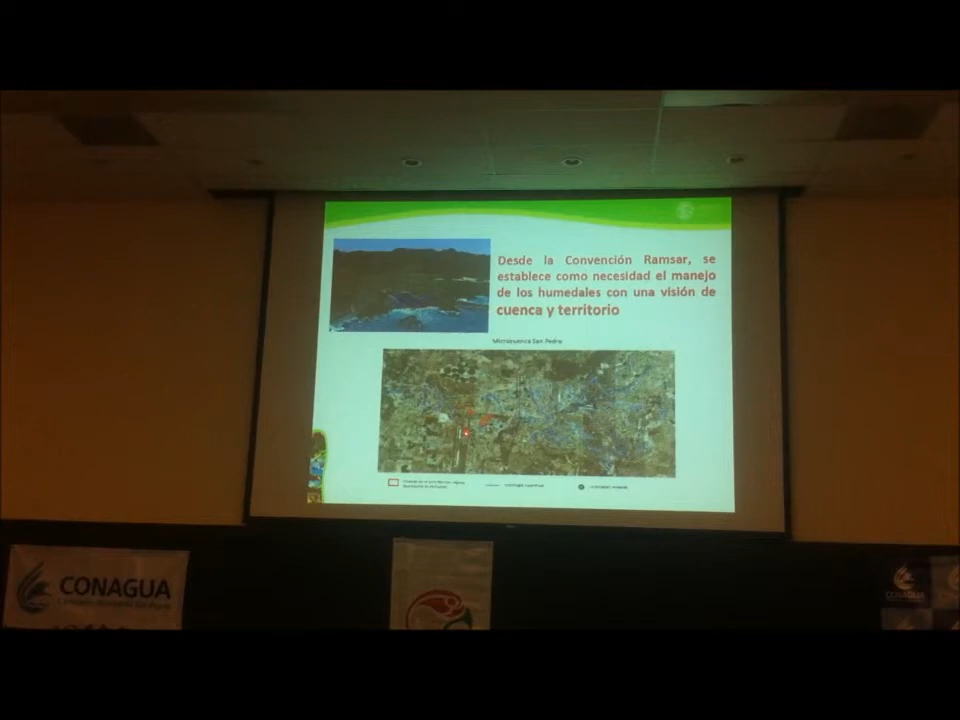 Desde la Convención Ramsar, se
establece como necesidad el manejo
de los humedales con una visión de
cuenca y territorio
Microcuenca San Pedro
CONAGUA
CONAGUA